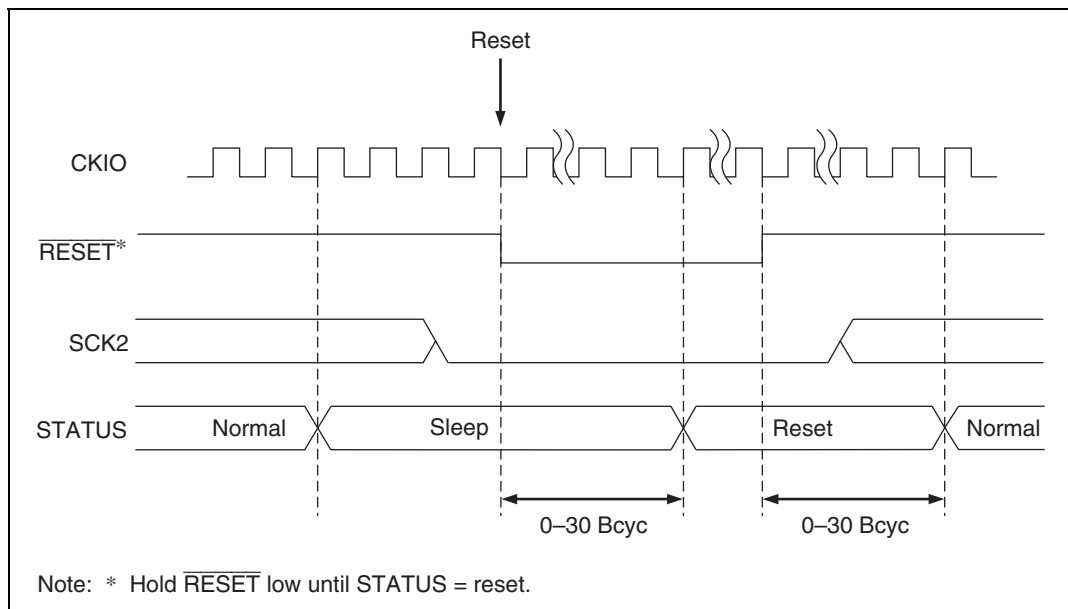 Reset
CKIO
RESET*
SCK2
STATUS Normal Sleep Reset Normal
0–30 Bcyc 0–30 Bcyc
Note: * Hold RESET low until STATUS = reset.